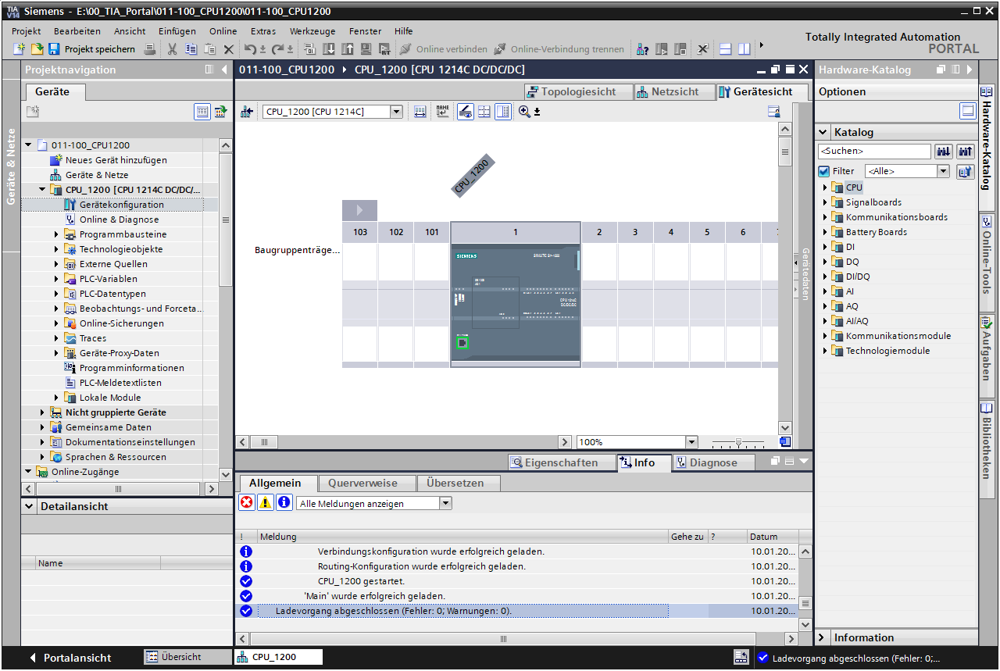 TIA V14 Siemens - E:\00_TIA_Portal\011-100_CPU1200\011-100_CPU1200
Projekt Bearbeiten Ansicht Einfügen Online Extras Werkzeuge Fenster Hilfe
Totally Integrated Automation
PORTAL
Projekt speichern Online verbinden Online-Verbindung trennen
Projektnavigation
Geräte
Geräte & Netze
011-100_CPU1200
Neues Gerät hinzufügen
Geräte & Netze
CPU_1200 [CPU 1214C DC/DC/...
Gerätekonfiguration
Online & Diagnose
Programmbausteine
Technologieobjekte
Externe Quellen
PLC-Variablen
PLC-Datentypen
Beobachtungs- und Forceta...
Online-Sicherungen
Traces
Geräte-Proxy-Daten
Programminformationen
PLC-Meldetextlisten
Lokale Module
Nicht gruppierte Geräte
Gemeinsame Daten
Dokumentationseinstellungen
Sprachen & Ressourcen
Online-Zugänge
Detailansicht
Name
011-100_CPU1200 CPU_1200 [CPU 1214C DC/DC/DC]
Topologiesicht Netzsicht Gerätesicht
CPU_1200 [CPU 1214C]
CPU_1200
103 102 101 1 2 3 4 5 6
Baugruppenträge...
SIEMENS SIMATIC S7-1200
CPU 1214C
DC/DC/DC
Gerätedaten
100%
Eigenschaften Info Diagnose
Allgemein Querverweise Übersetzen
Alle Meldungen anzeigen
! Meldung Gehe zu ? Datum
Verbindungskonfiguration wurde erfolgreich geladen. 10.01.20...
Routing-Konfiguration wurde erfolgreich geladen. 10.01.20...
CPU_1200 gestartet. 10.01.20...
'Main' wurde erfolgreich geladen. 10.01.20...
Ladevorgang abgeschlossen (Fehler: 0; Warnungen: 0). 10.01.20...
Hardware-Katalog
Optionen
Katalog
<Suchen>
Filter <Alle>
CPU
Signalboards
Kommunikationsboards
Battery Boards
DI
DQ
DI/DQ
AI
AQ
AI/AQ
Kommunikationsmodule
Technologiemodule
Information
Hardware-Katalog
Online-Tools
Aufgaben
Bibliotheken
Portalansicht Übersicht CPU_1200 Ladevorgang abgeschlossen (Fehler: 0;...